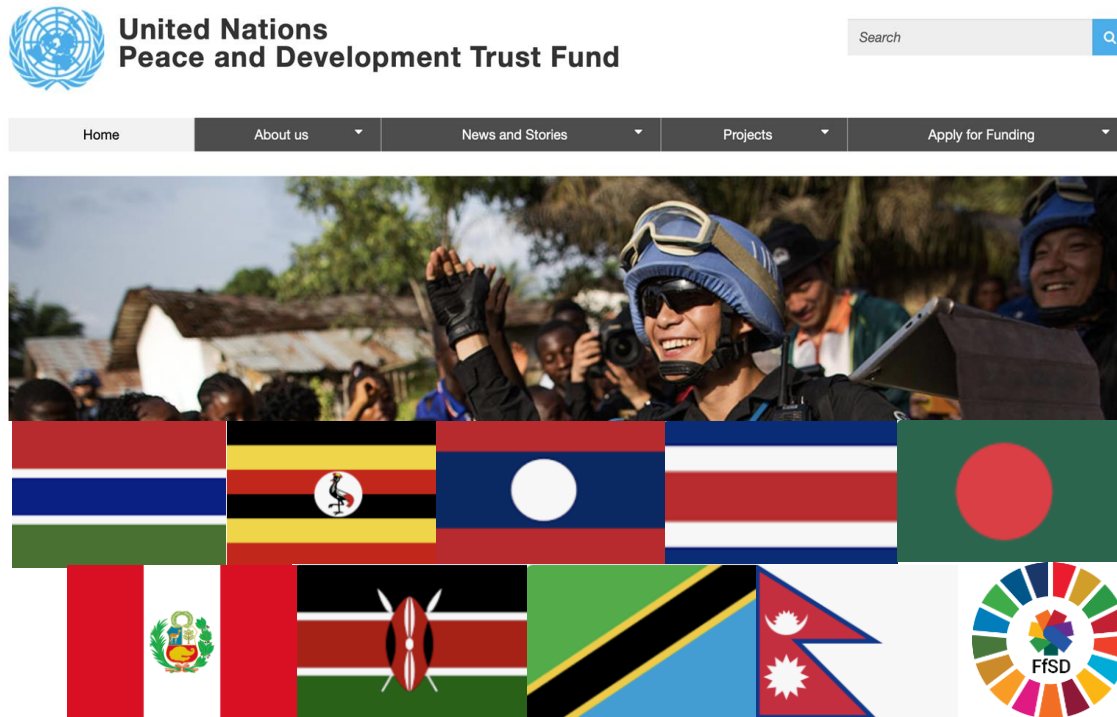 United Nations
Peace and Development Trust Fund
Search
Home About us News and Stories Projects Apply for Funding
FfSD